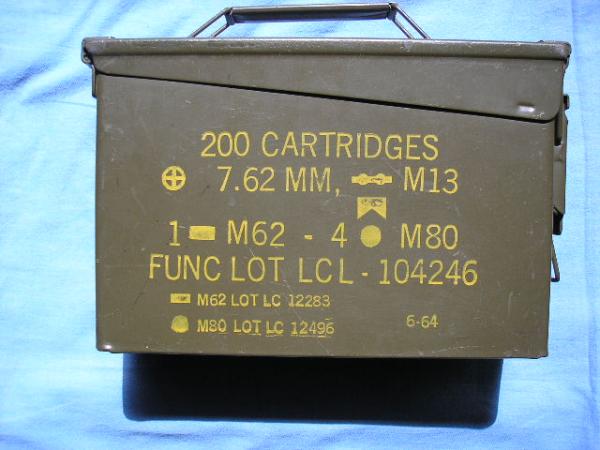 200 CARTRIDGES
7.62 MM, M13
1 M62 - 4 M80
FUNC LOT LCL - 104246
M62 LOT LC 12283
M80 LOT LC 12496 6-64